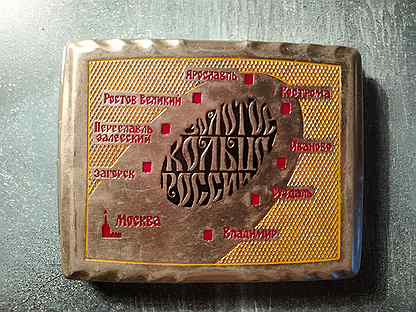 Ярославль
Кострома
Ростов Великий
Переславль
Залесский
Золотое
Кольцо
России
Иваново
Загорск
Суздаль
Москва
Владимир